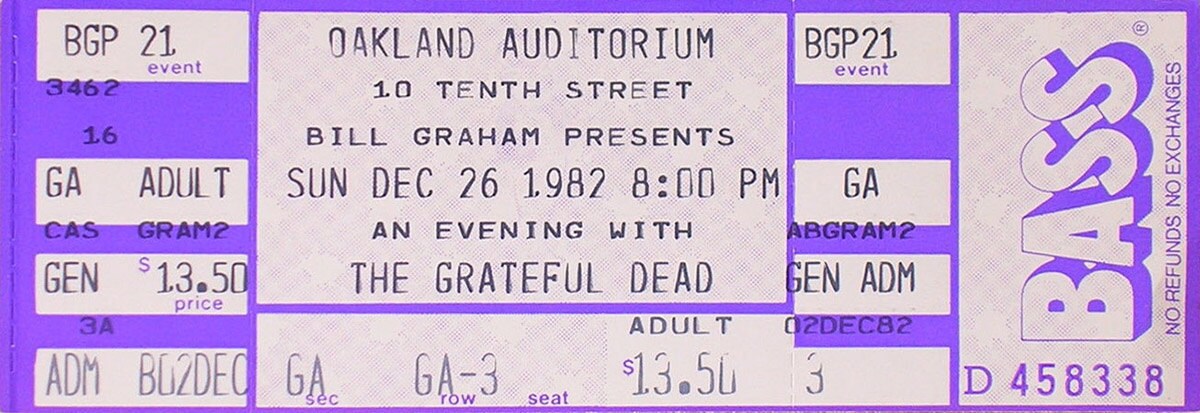 BGP 21
event
3462
16
GA ADULT
CAS GRAM2
GEN $13.50
price
3A
ADM B02DEC
OAKLAND AUDITORIUM
10 TENTH STREET
BILL GRAHAM PRESENTS
SUN DEC 26 1982 8:00 PM
AN EVENING WITH
THE GRATEFUL DEAD
ADULT
GA GA-3 $13.50
sec row seat
BGP21
event
GA
ABGRAM2
GEN ADM
02DEC82
3
BASS®
NO REFUNDS NO EXCHANGES
D 458338